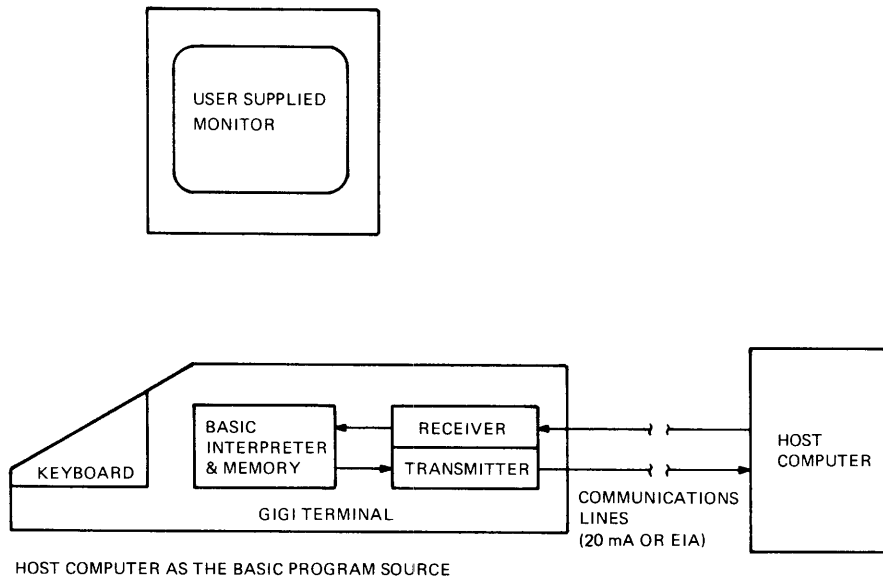 USER SUPPLIED
MONITOR
KEYBOARD
BASIC
INTERPRETER
& MEMORY
RECEIVER
TRANSMITTER
GIGI TERMINAL
COMMUNICATIONS
LINES
(20 mA OR EIA)
HOST
COMPUTER
HOST COMPUTER AS THE BASIC PROGRAM SOURCE